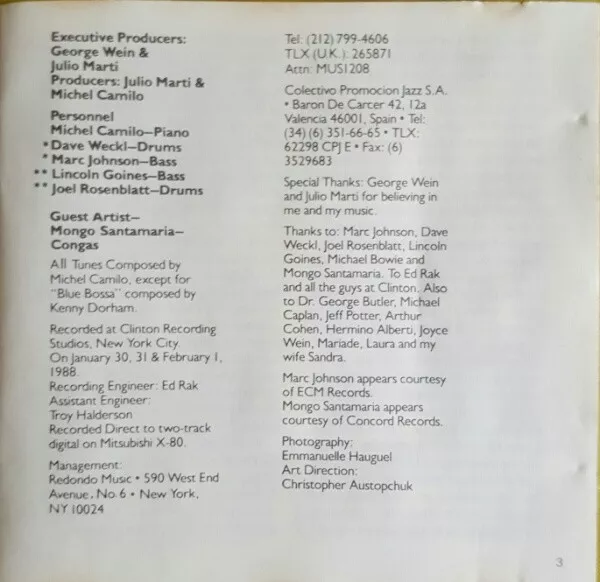 Executive Producers:
George Wein &
Julio Marti
Producers: Julio Marti &
Michel Camilo
Personnel
Michel Camilo—Piano
* Dave Weckl—Drums
* Marc Johnson—Bass
** Lincoln Goines—Bass
** Joel Rosenblatt—Drums
Guest Artist—
Mongo Santamaria—
Congas
All Tunes Composed by
Michel Camilo, except for
"Blue Bossa" composed by
Kenny Dorham.
Recorded at Clinton Recording
Studios, New York City.
On January 30, 31 & February 1,
1988.
Recording Engineer: Ed Rak
Assistant Engineer:
Troy Halderson
Recorded Direct to two-track
digital on Mitsubishi X-80.
Management:
Redondo Music • 590 West End
Avenue, No 6 • New York,
NY 10024
Tel: (212) 799-4606
TLX (U.K.): 265871
Attn: MUS1208
Colectivo Promocion Jazz S.A.
• Baron De Carcer 42, 12a
Valencia 46001, Spain • Tel:
(34) (6) 351-66-65 • TLX:
62298 CPJ E • Fax: (6)
3529683
Special Thanks: George Wein
and Julio Marti for believing in
me and my music.
Thanks to: Marc Johnson, Dave
Weckl, Joel Rosenblatt, Lincoln
Goines, Michael Bowie and
Mongo Santamaria. To Ed Rak
and all the guys at Clinton. Also
to Dr. George Butler, Michael
Caplan, Jeff Potter, Arthur
Cohen, Hermino Alberti, Joyce
Wein, Mariade, Laura and my
wife Sandra.
Marc Johnson appears courtesy
of ECM Records.
Mongo Santamaria appears
courtesy of Concord Records.
Photography:
Emmanuelle Hauguel
Art Direction:
Christopher Austopchuk
3